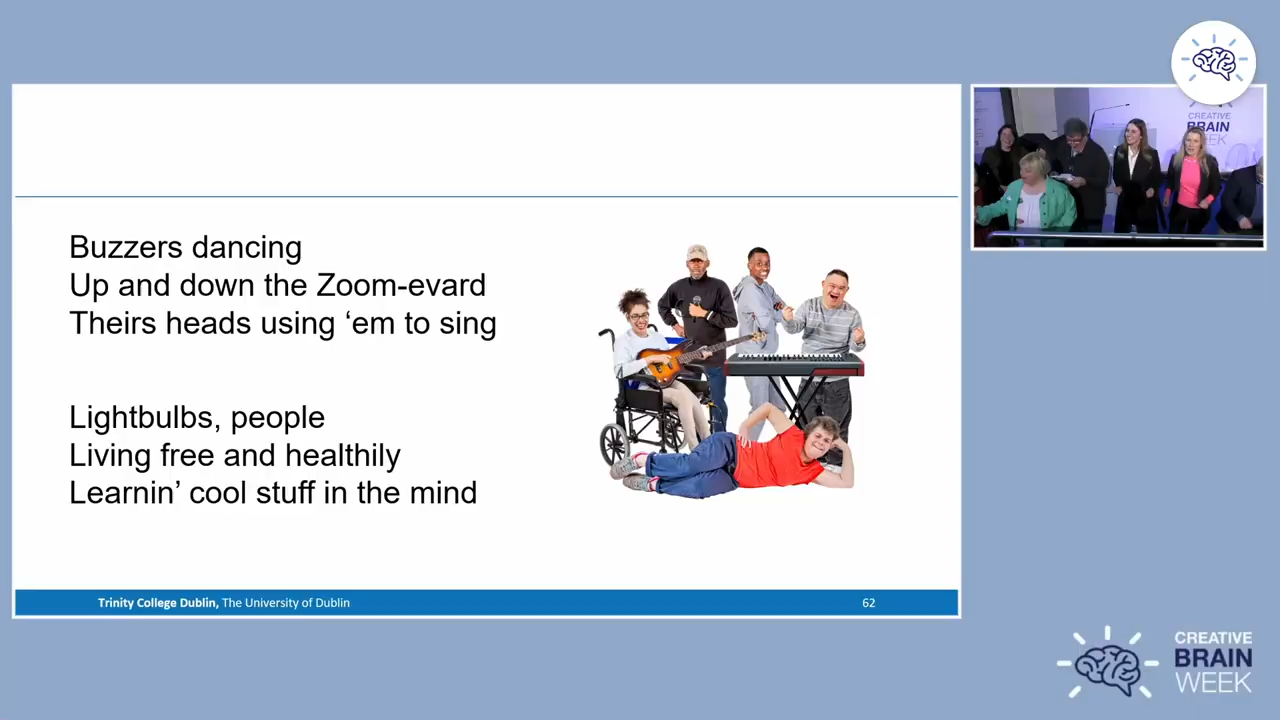 CREATIVE
BRAIN
WEEK
Buzzers dancing
Up and down the Zoom-evard
Theirs heads using ‘em to sing
Lightbulbs, people
Living free and healthily
Learnin’ cool stuff in the mind
Trinity College Dublin, The University of Dublin
62
CREATIVE
BRAIN
WEEK